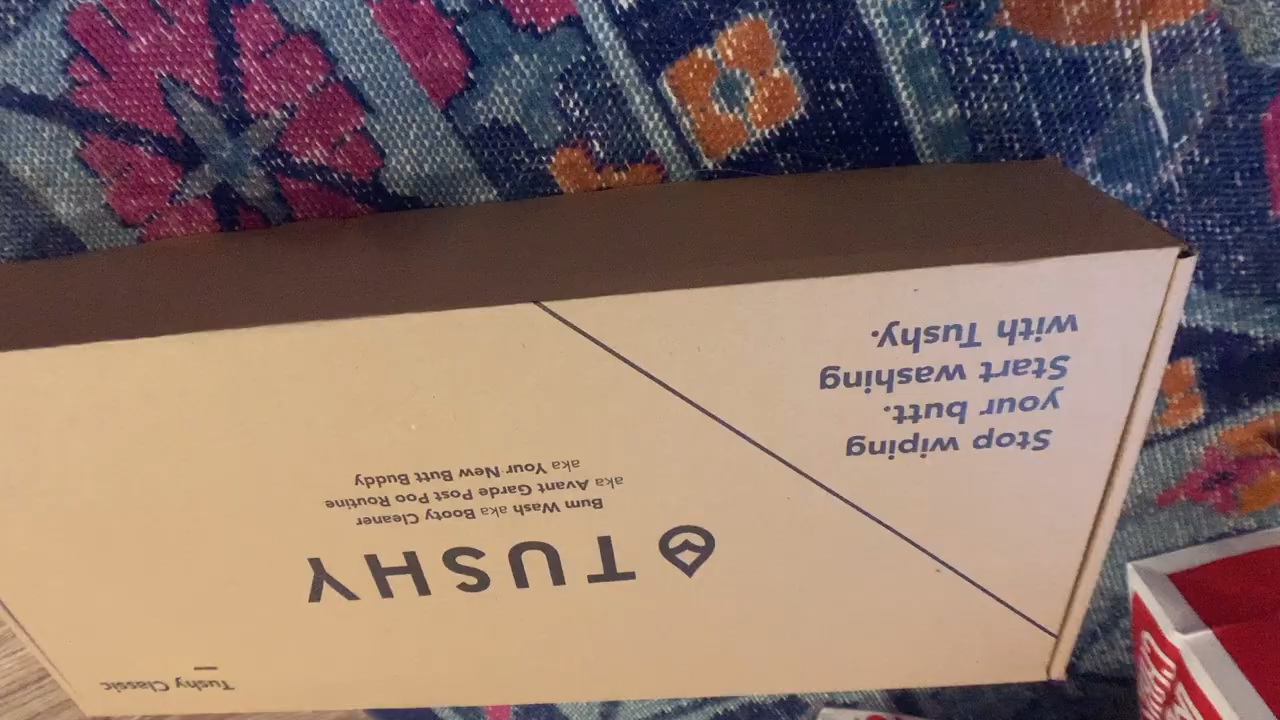 Stop wiping
your butt.
Start washing
with Tushy.
TUSHY
Bum Wash aka Booty Cleaner
aka Avant Garde Post Poo Routine
aka Your New Butt Buddy
Tushy Classic